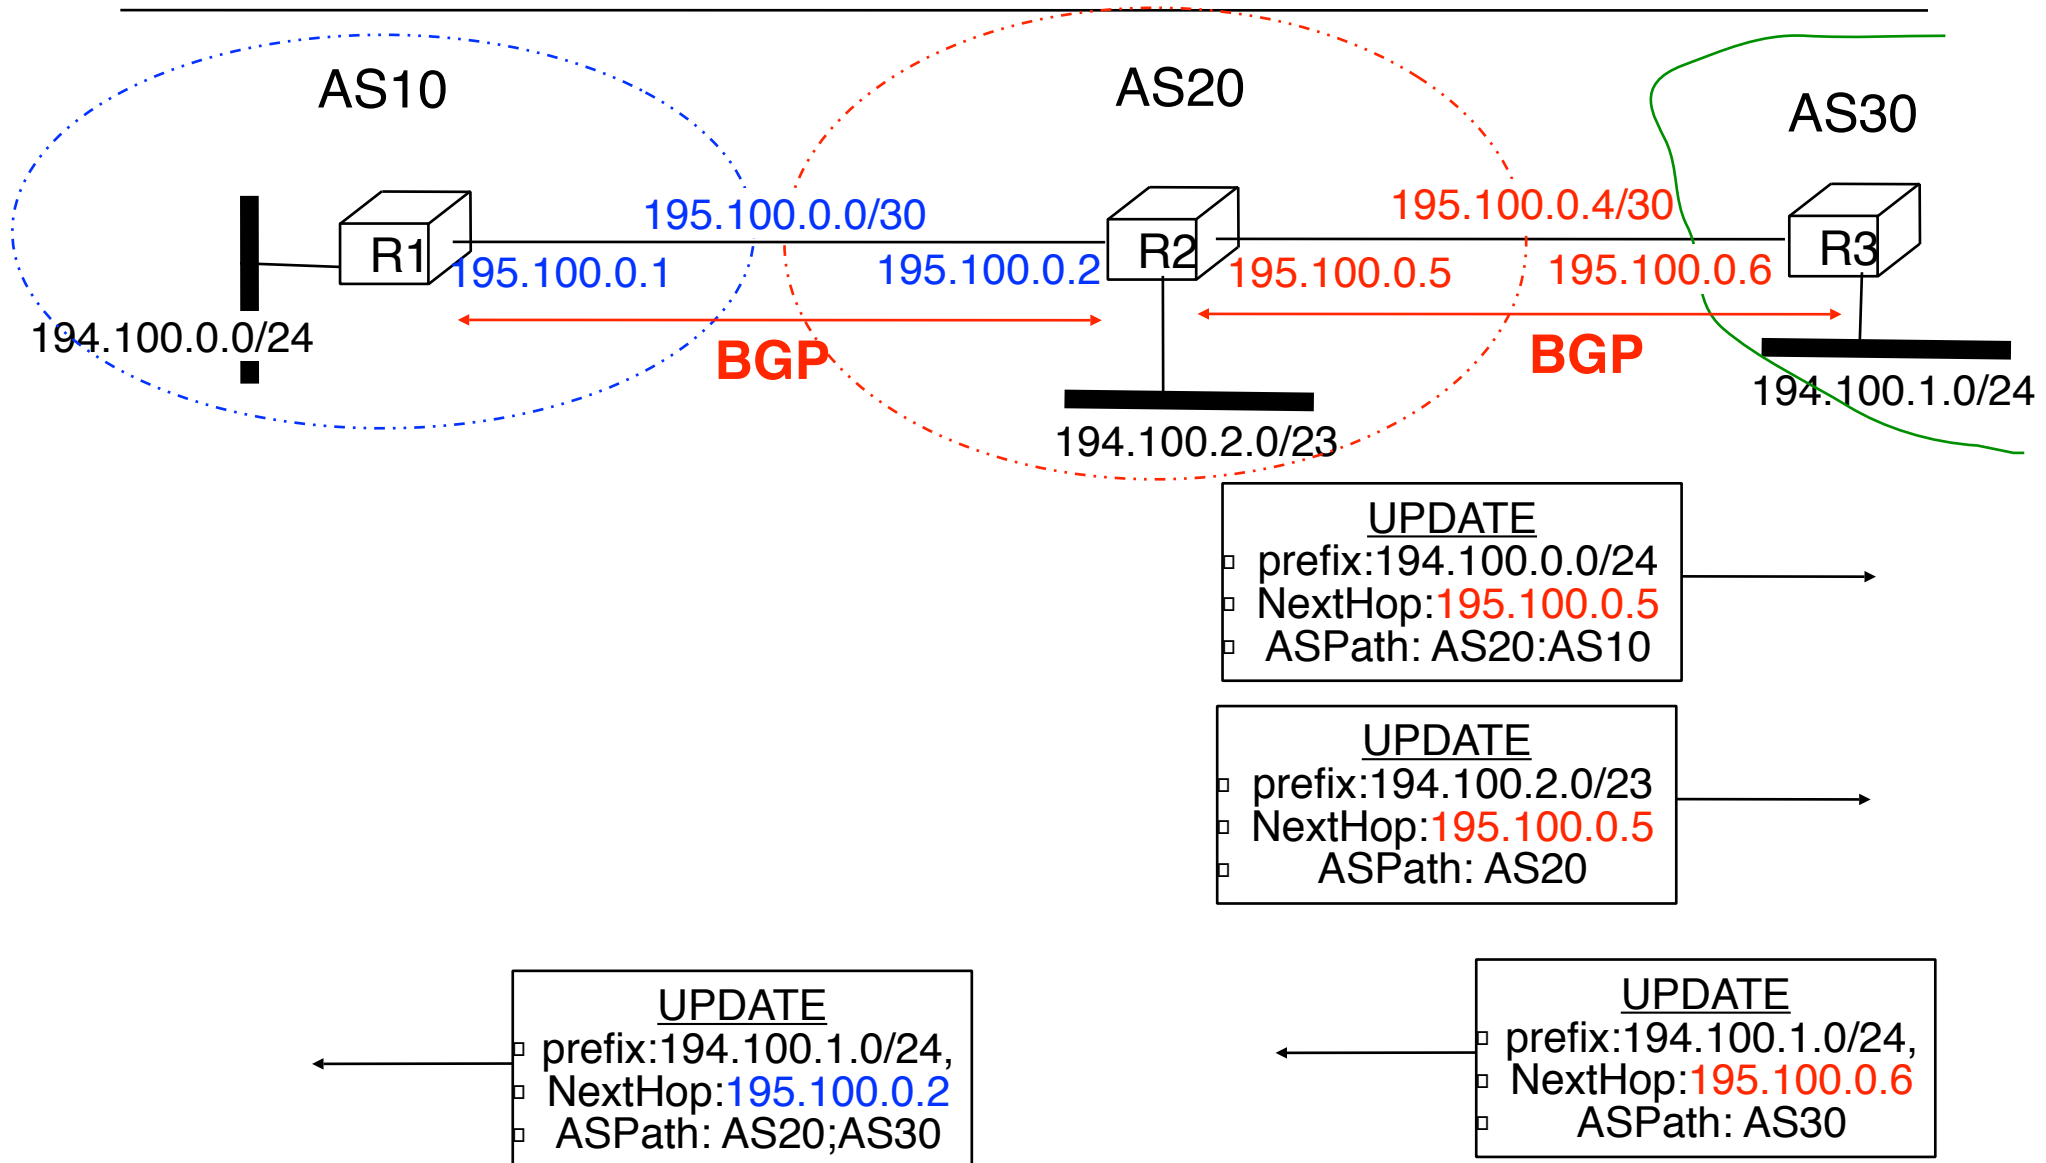 AS10
AS20
AS30
195.100.0.0/30
195.100.0.4/30
R1
R2
R3
195.100.0.1
195.100.0.2
195.100.0.5
195.100.0.6
194.100.0.0/24
BGP
BGP
194.100.1.0/24
194.100.2.0/23
UPDATE
prefix:194.100.0.0/24
NextHop:195.100.0.5
ASPath: AS20:AS10
UPDATE
prefix:194.100.2.0/23
NextHop:195.100.0.5
ASPath: AS20
UPDATE
prefix:194.100.1.0/24,
NextHop:195.100.0.2
ASPath: AS20;AS30
UPDATE
prefix:194.100.1.0/24,
NextHop:195.100.0.6
ASPath: AS30